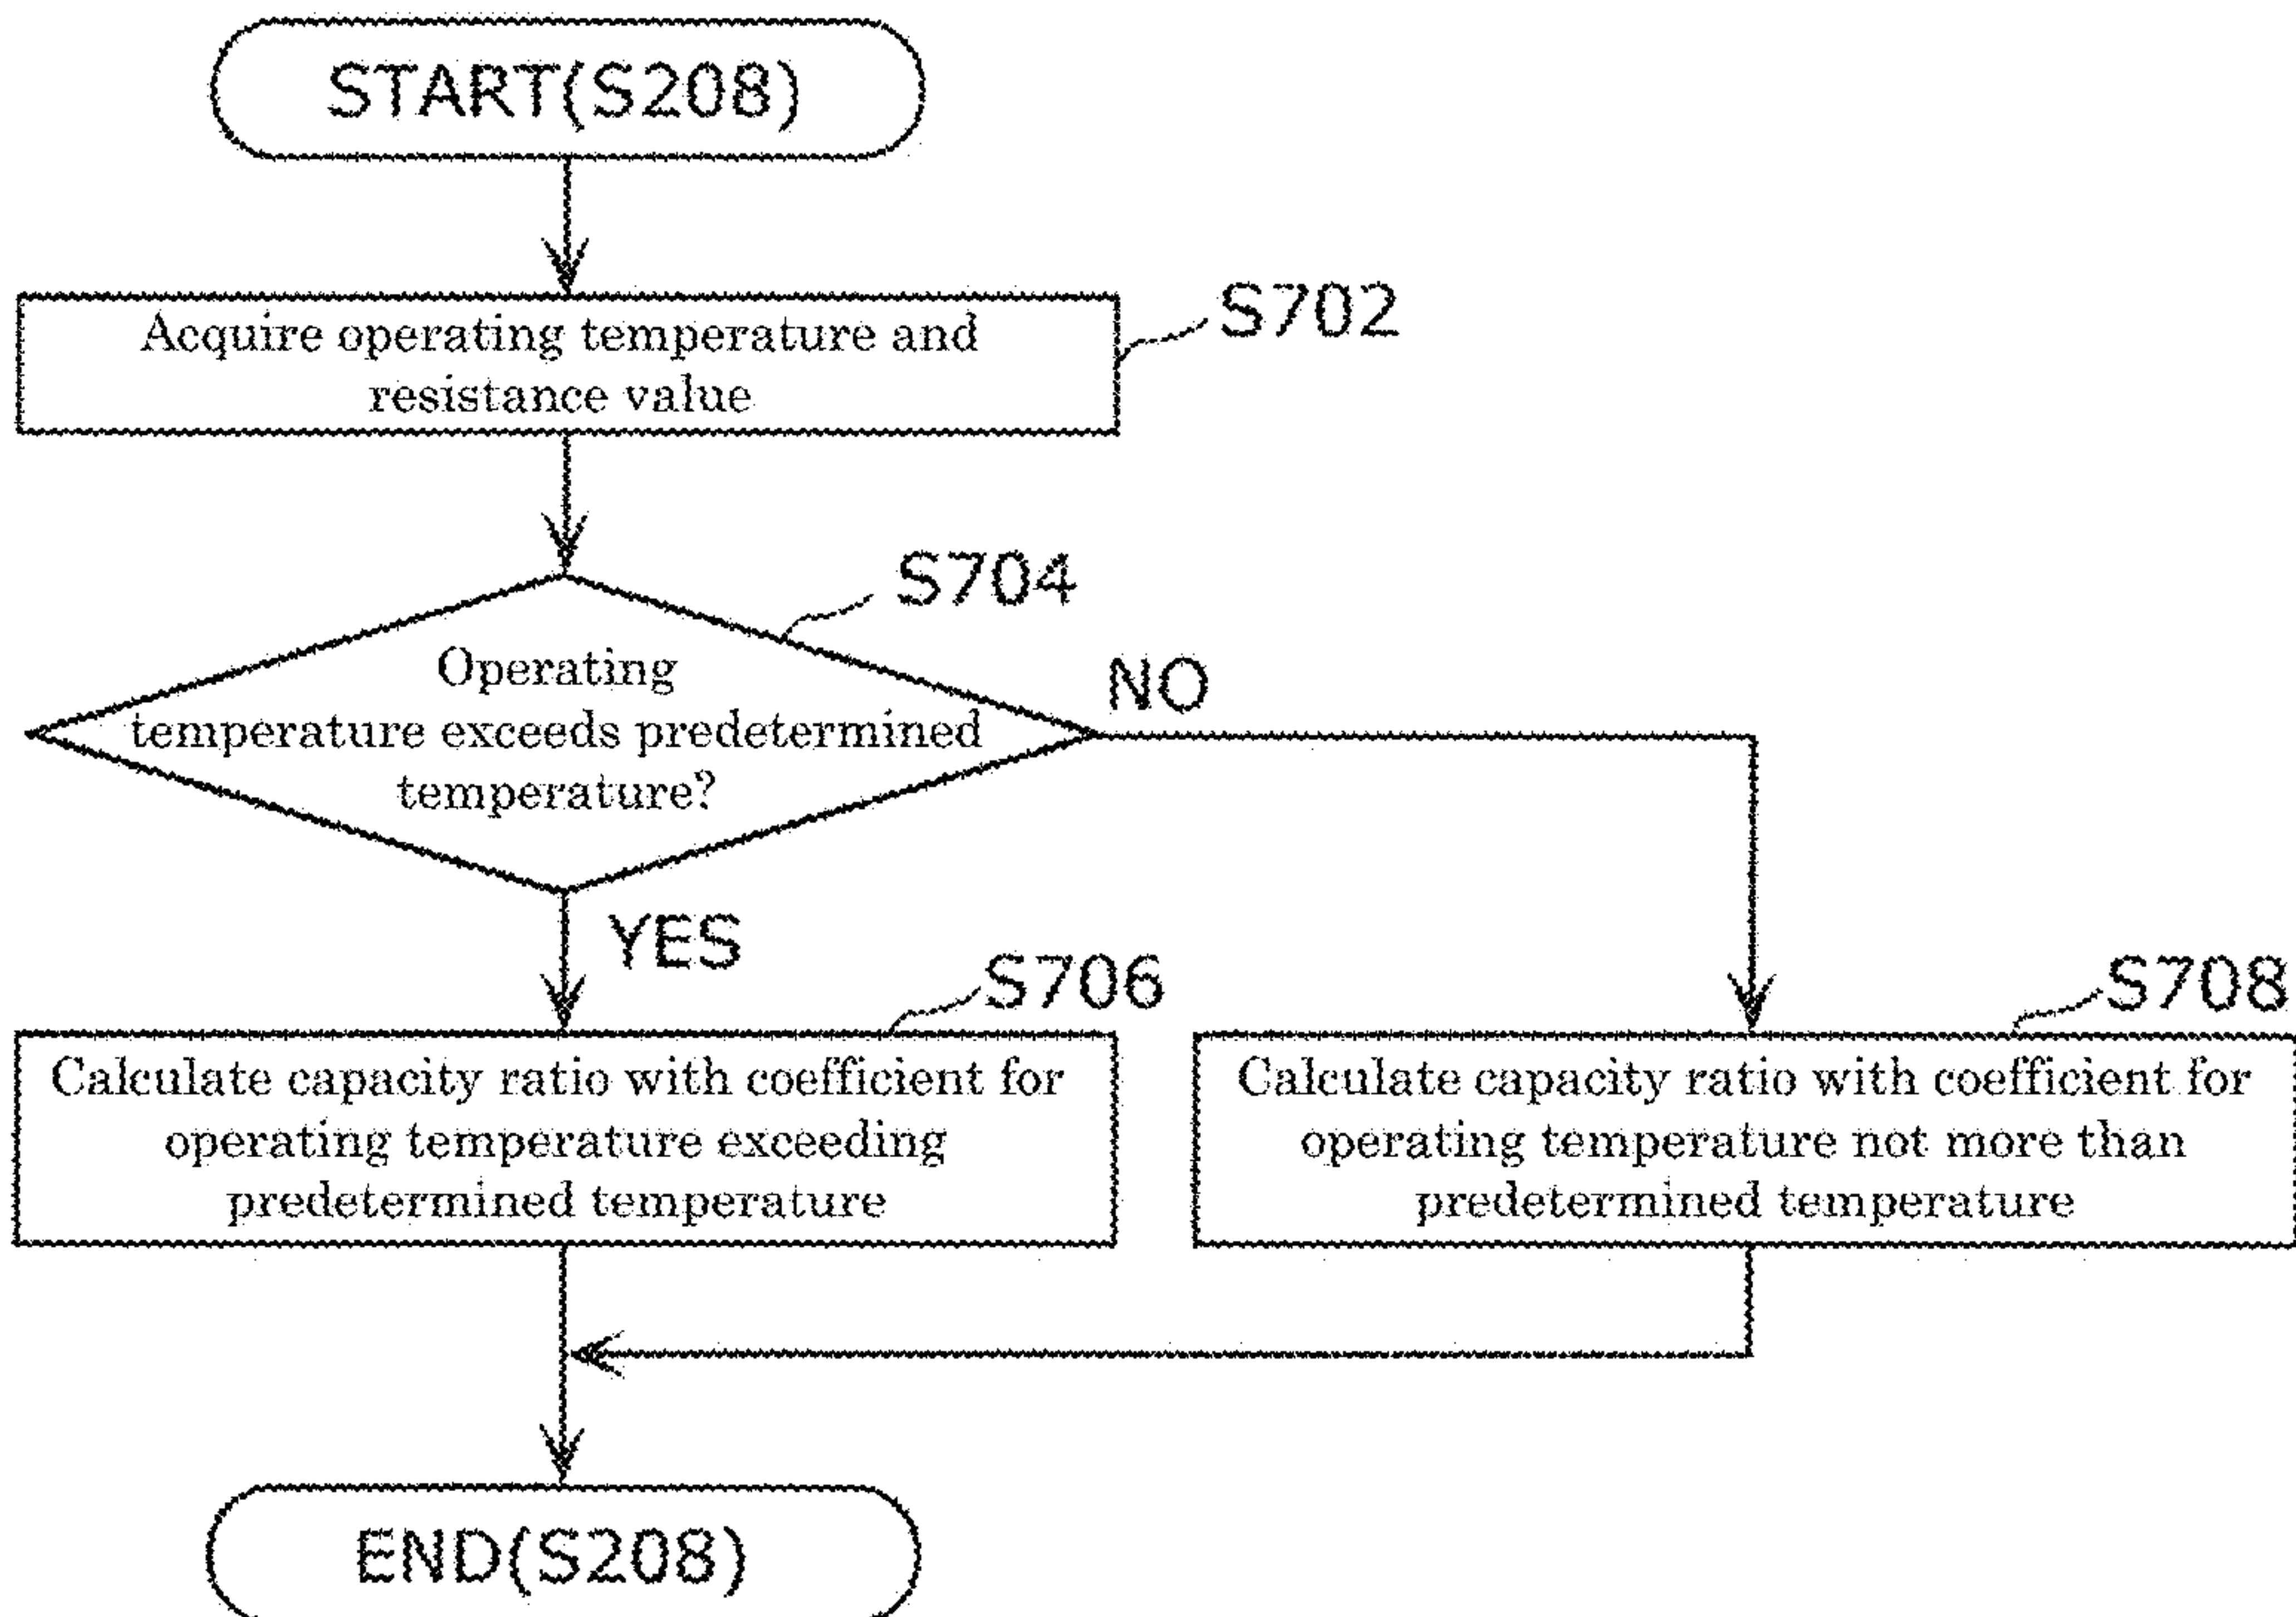 START(S208)
Acquire operating temperature and
resistance value
S702
S704
Operating
temperature exceeds predetermined
temperature?
NO
YES
S706
Calculate capacity ratio with coefficient for
operating temperature exceeding
predetermined temperature
S708
Calculate capacity ratio with coefficient for
operating temperature not more than
predetermined temperature
END(S208)